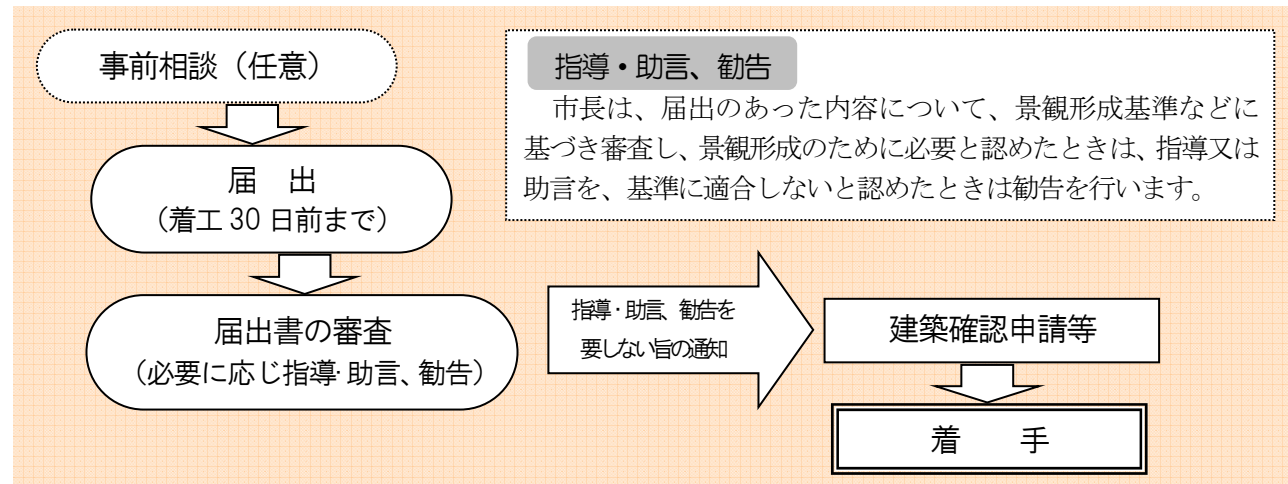 事前相談（任意）
届　出
（着工 30 日前まで）
届出書の審査
（必要に応じ指導・助言、勧告）
指導・助言、勧告
市長は、届出のあった内容について、景観形成基準などに
基づき審査し、景観形成のために必要と認めたときは、指導又は
助言を、基準に適合しないと認めたときは勧告を行います。
指導・助言、勧告を
要しない旨の通知
建築確認申請等
着　手